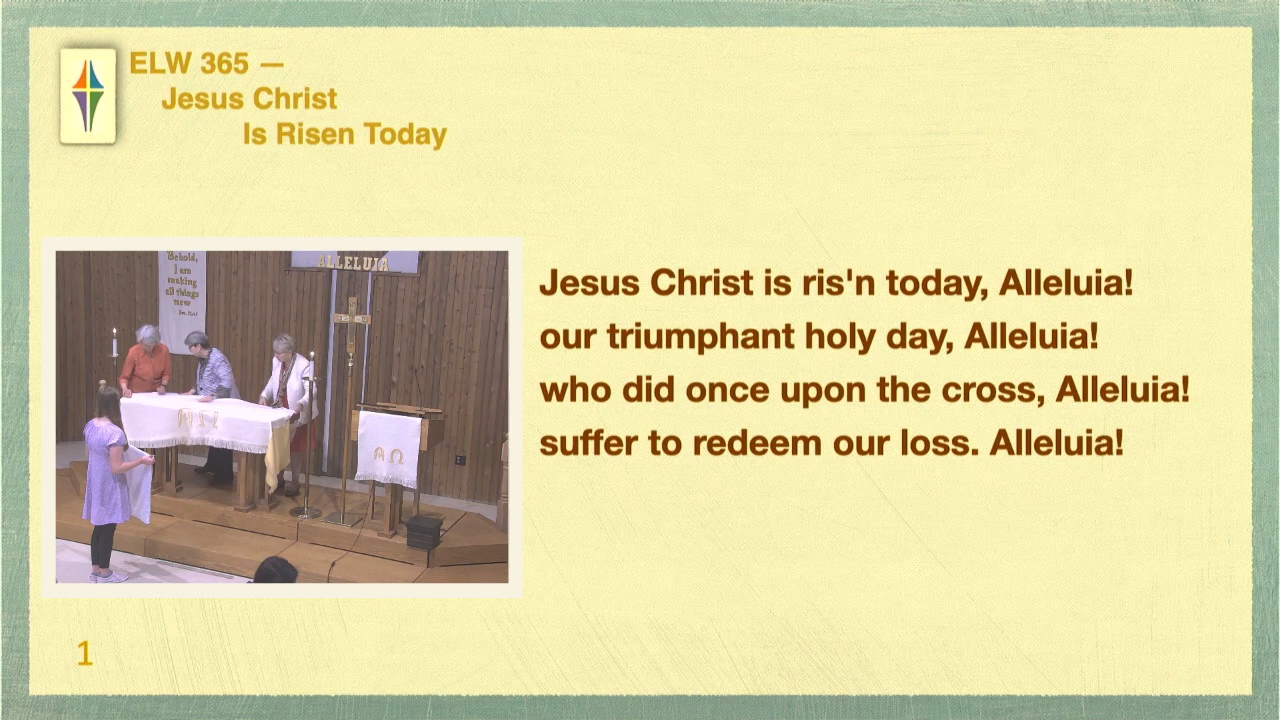 ELW 365 —
Jesus Christ
Is Risen Today
Behold,
I am
making
all things
new
ALLELUIA
ΑΩ
Jesus Christ is ris'n today, Alleluia!
our triumphant holy day, Alleluia!
who did once upon the cross, Alleluia!
suffer to redeem our loss. Alleluia!
1